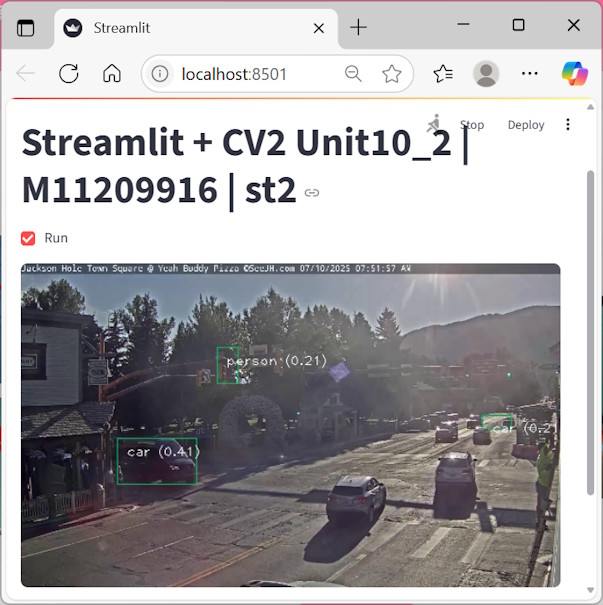 Streamlit
localhost:8501
Stop
Deploy
Streamlit + CV2 Unit10_2 |
M11209916 | st2
Run
Jackson Hole Town Square @ Yeah Buddy Pizza ©SeeJH.com 07/10/2025 07:51:57 AM
person (0.21)
car (0.2
car (0.41)